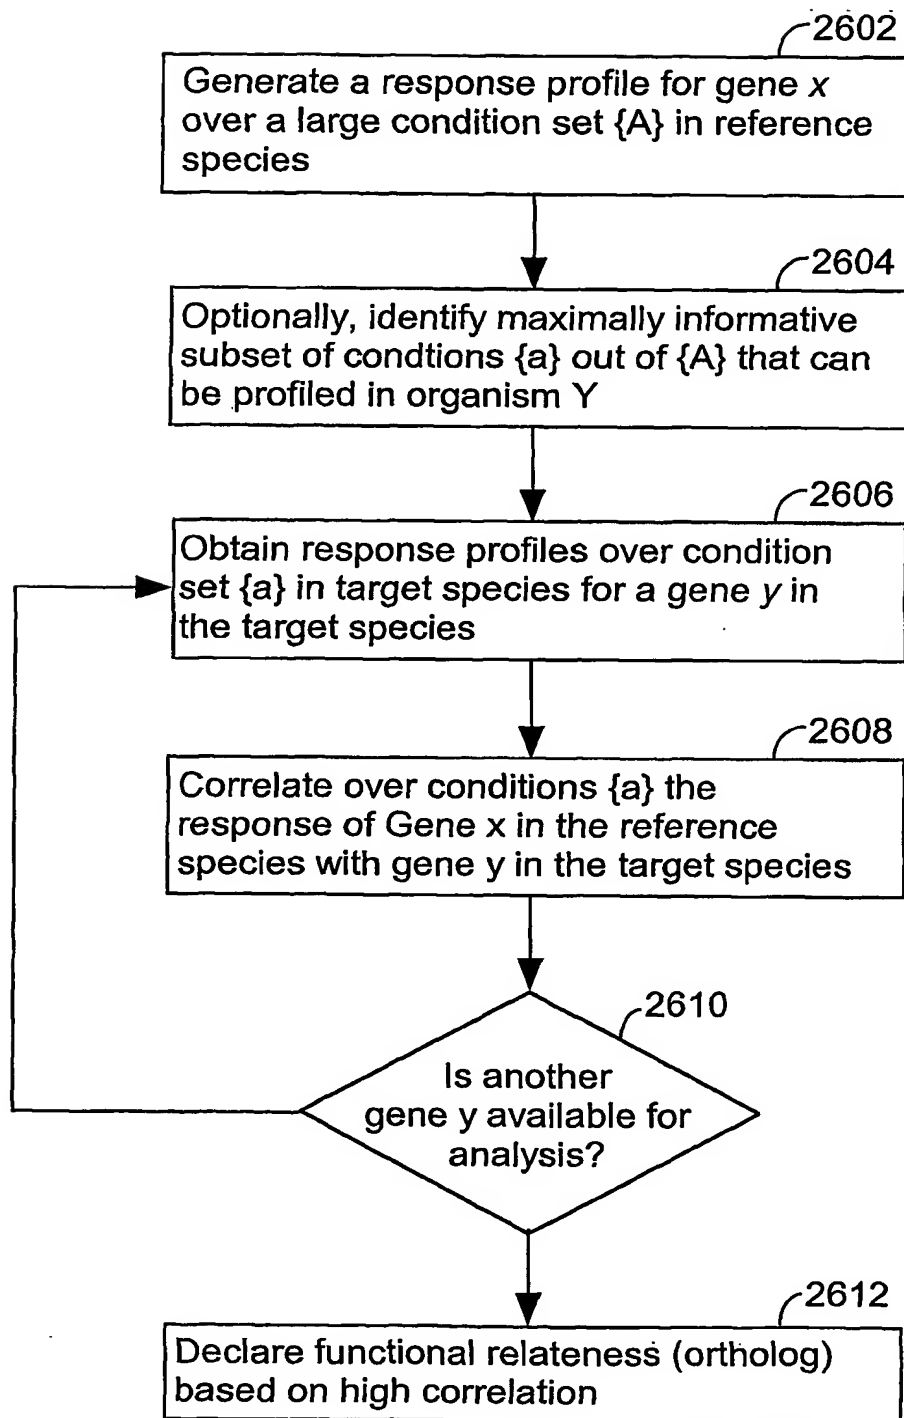 2602
Generate a response profile for gene x
over a large condition set {A} in reference
species
2604
Optionally, identify maximally informative
subset of condtions {a} out of {A} that can
be profiled in organism Y
2606
Obtain response profiles over condition
set {a} in target species for a gene y in
the target species
2608
Correlate over conditions {a} the
response of Gene x in the reference
species with gene y in the target species
2610
Is another
gene y available for
analysis?
2612
Declare functional relateness (ortholog)
based on high correlation